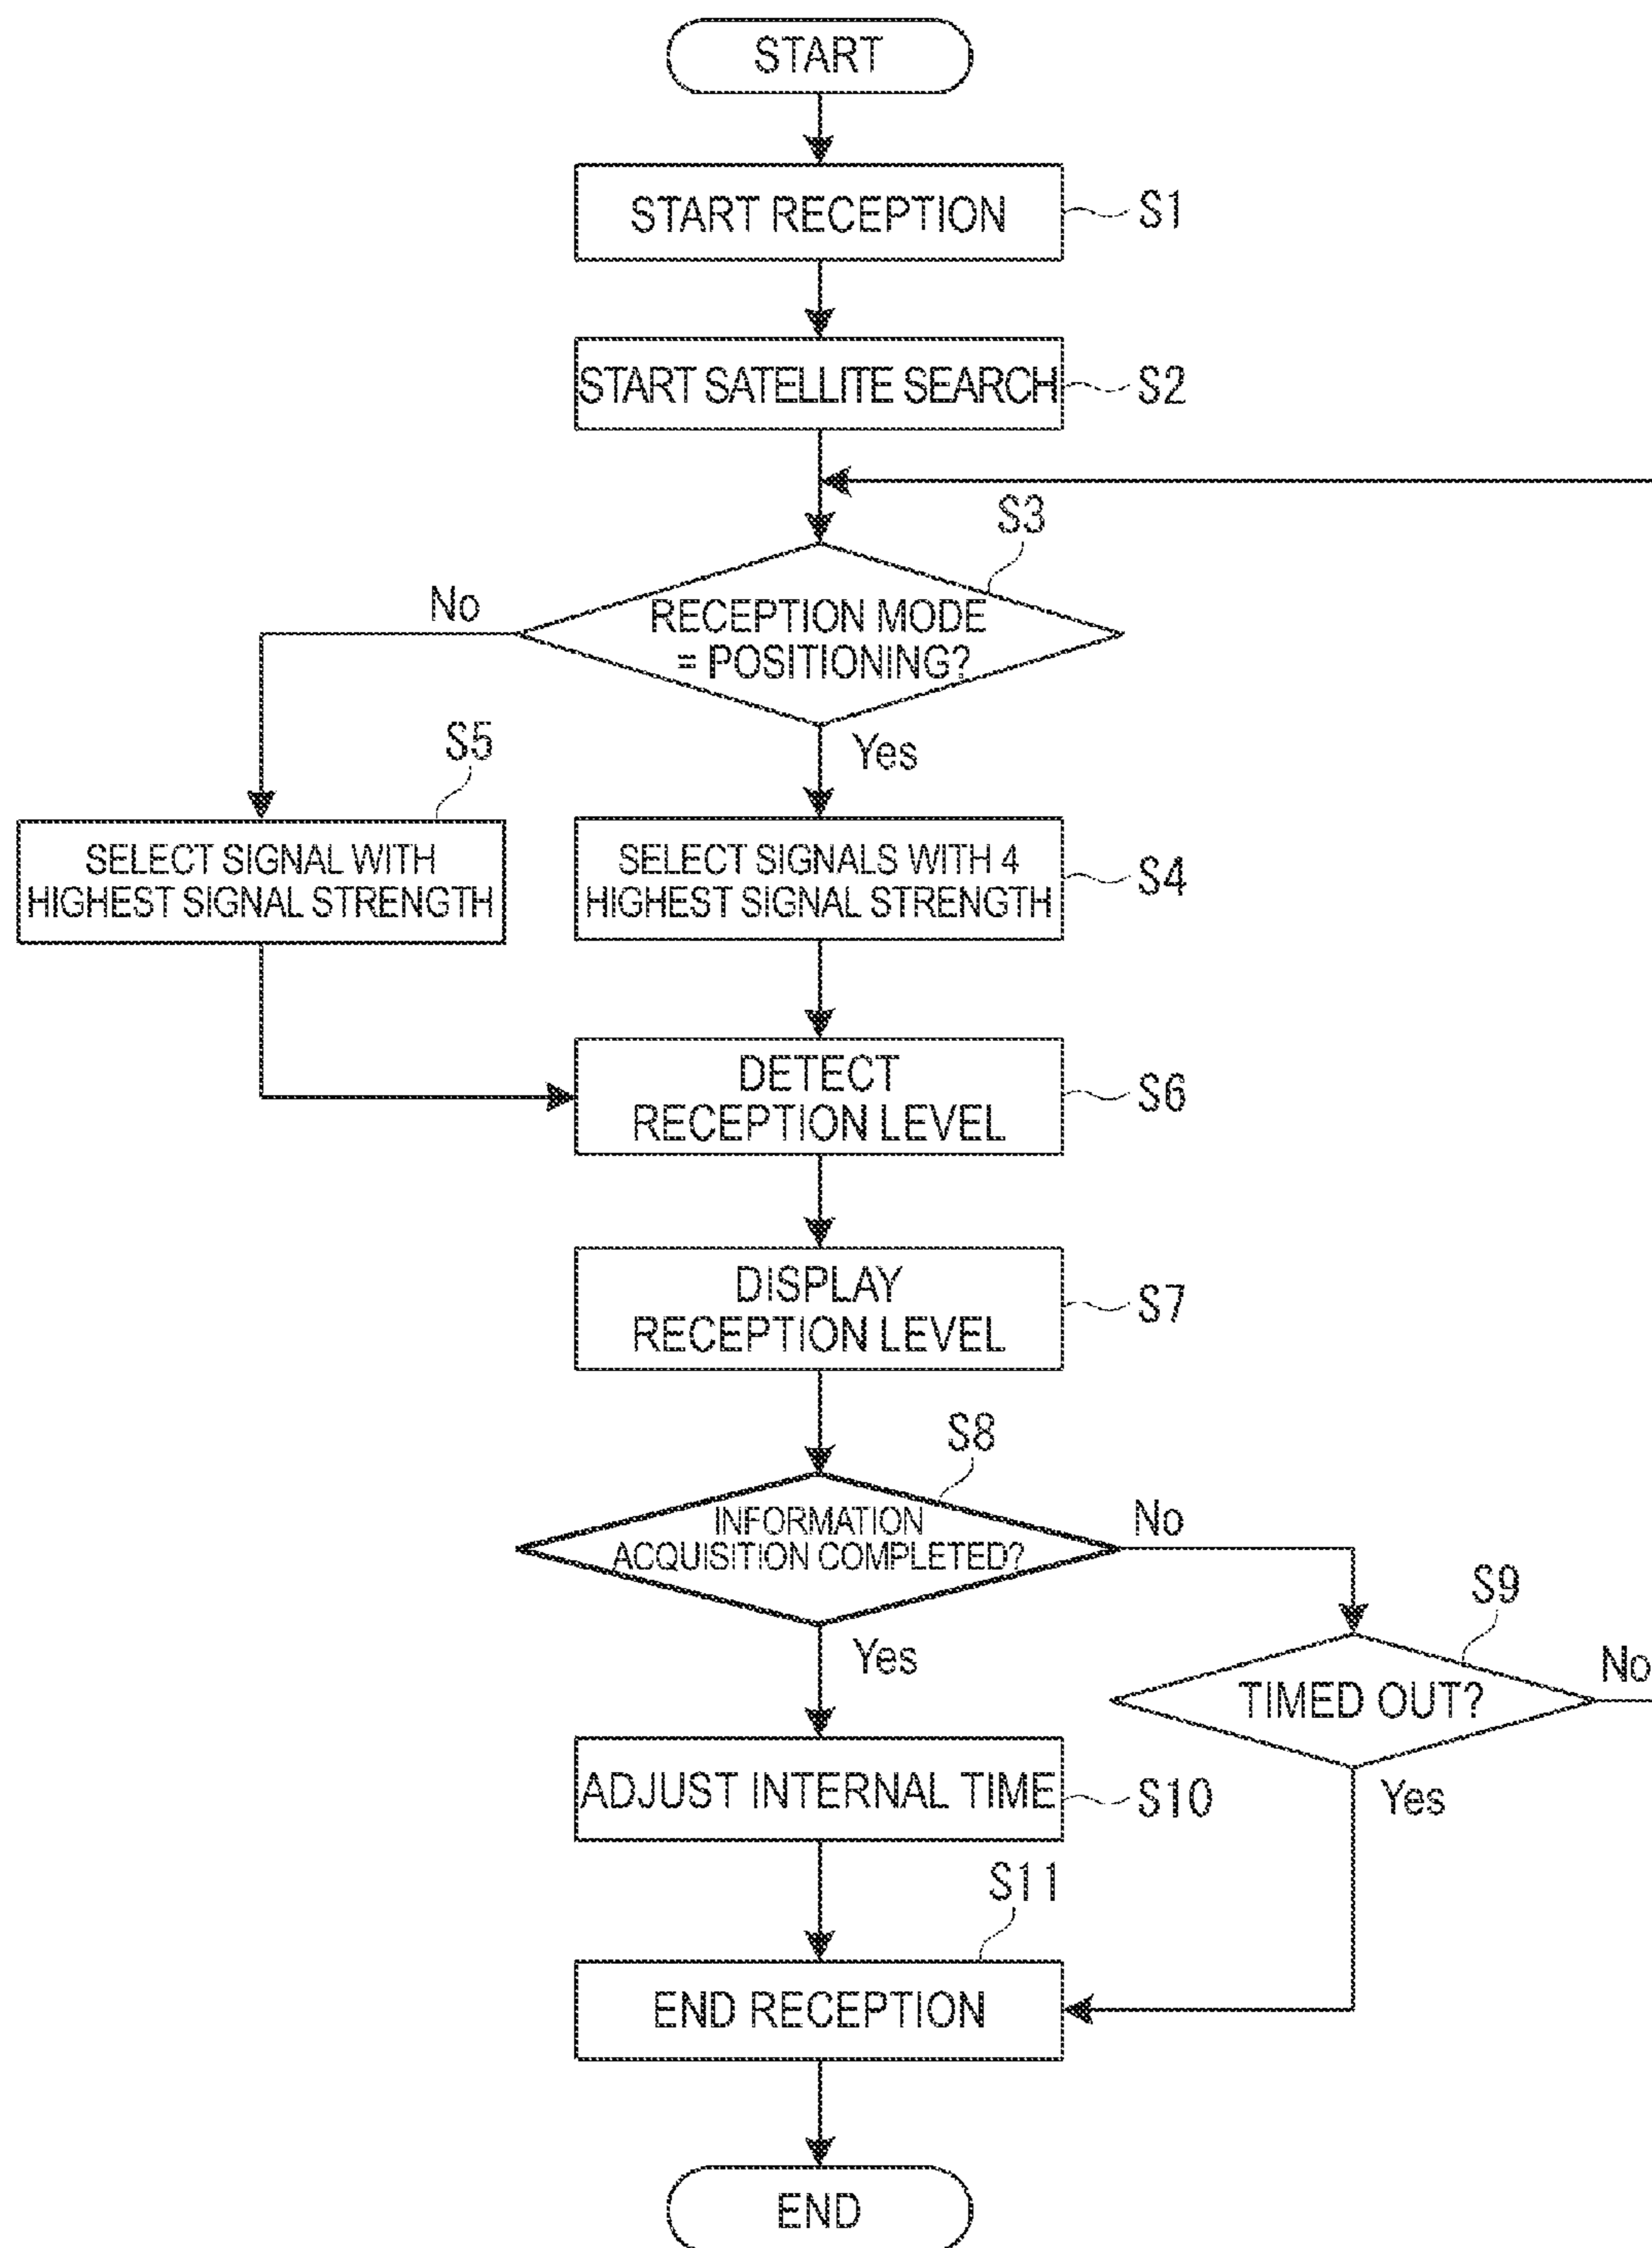 START
START RECEPTION
S1
START SATELLITE SEARCH
S2
S3
RECEPTION MODE
= POSITIONING?
No
Yes
S5
SELECT SIGNAL WITH
HIGHEST SIGNAL STRENGTH
SELECT SIGNALS WITH 4
HIGHEST SIGNAL STRENGTH
S4
DETECT
RECEPTION LEVEL
S6
DISPLAY
RECEPTION LEVEL
S7
S8
INFORMATION
ACQUISITION COMPLETED?
No
Yes
S9
TIMED OUT?
No
Yes
ADJUST INTERNAL TIME
S10
S11
END RECEPTION
END